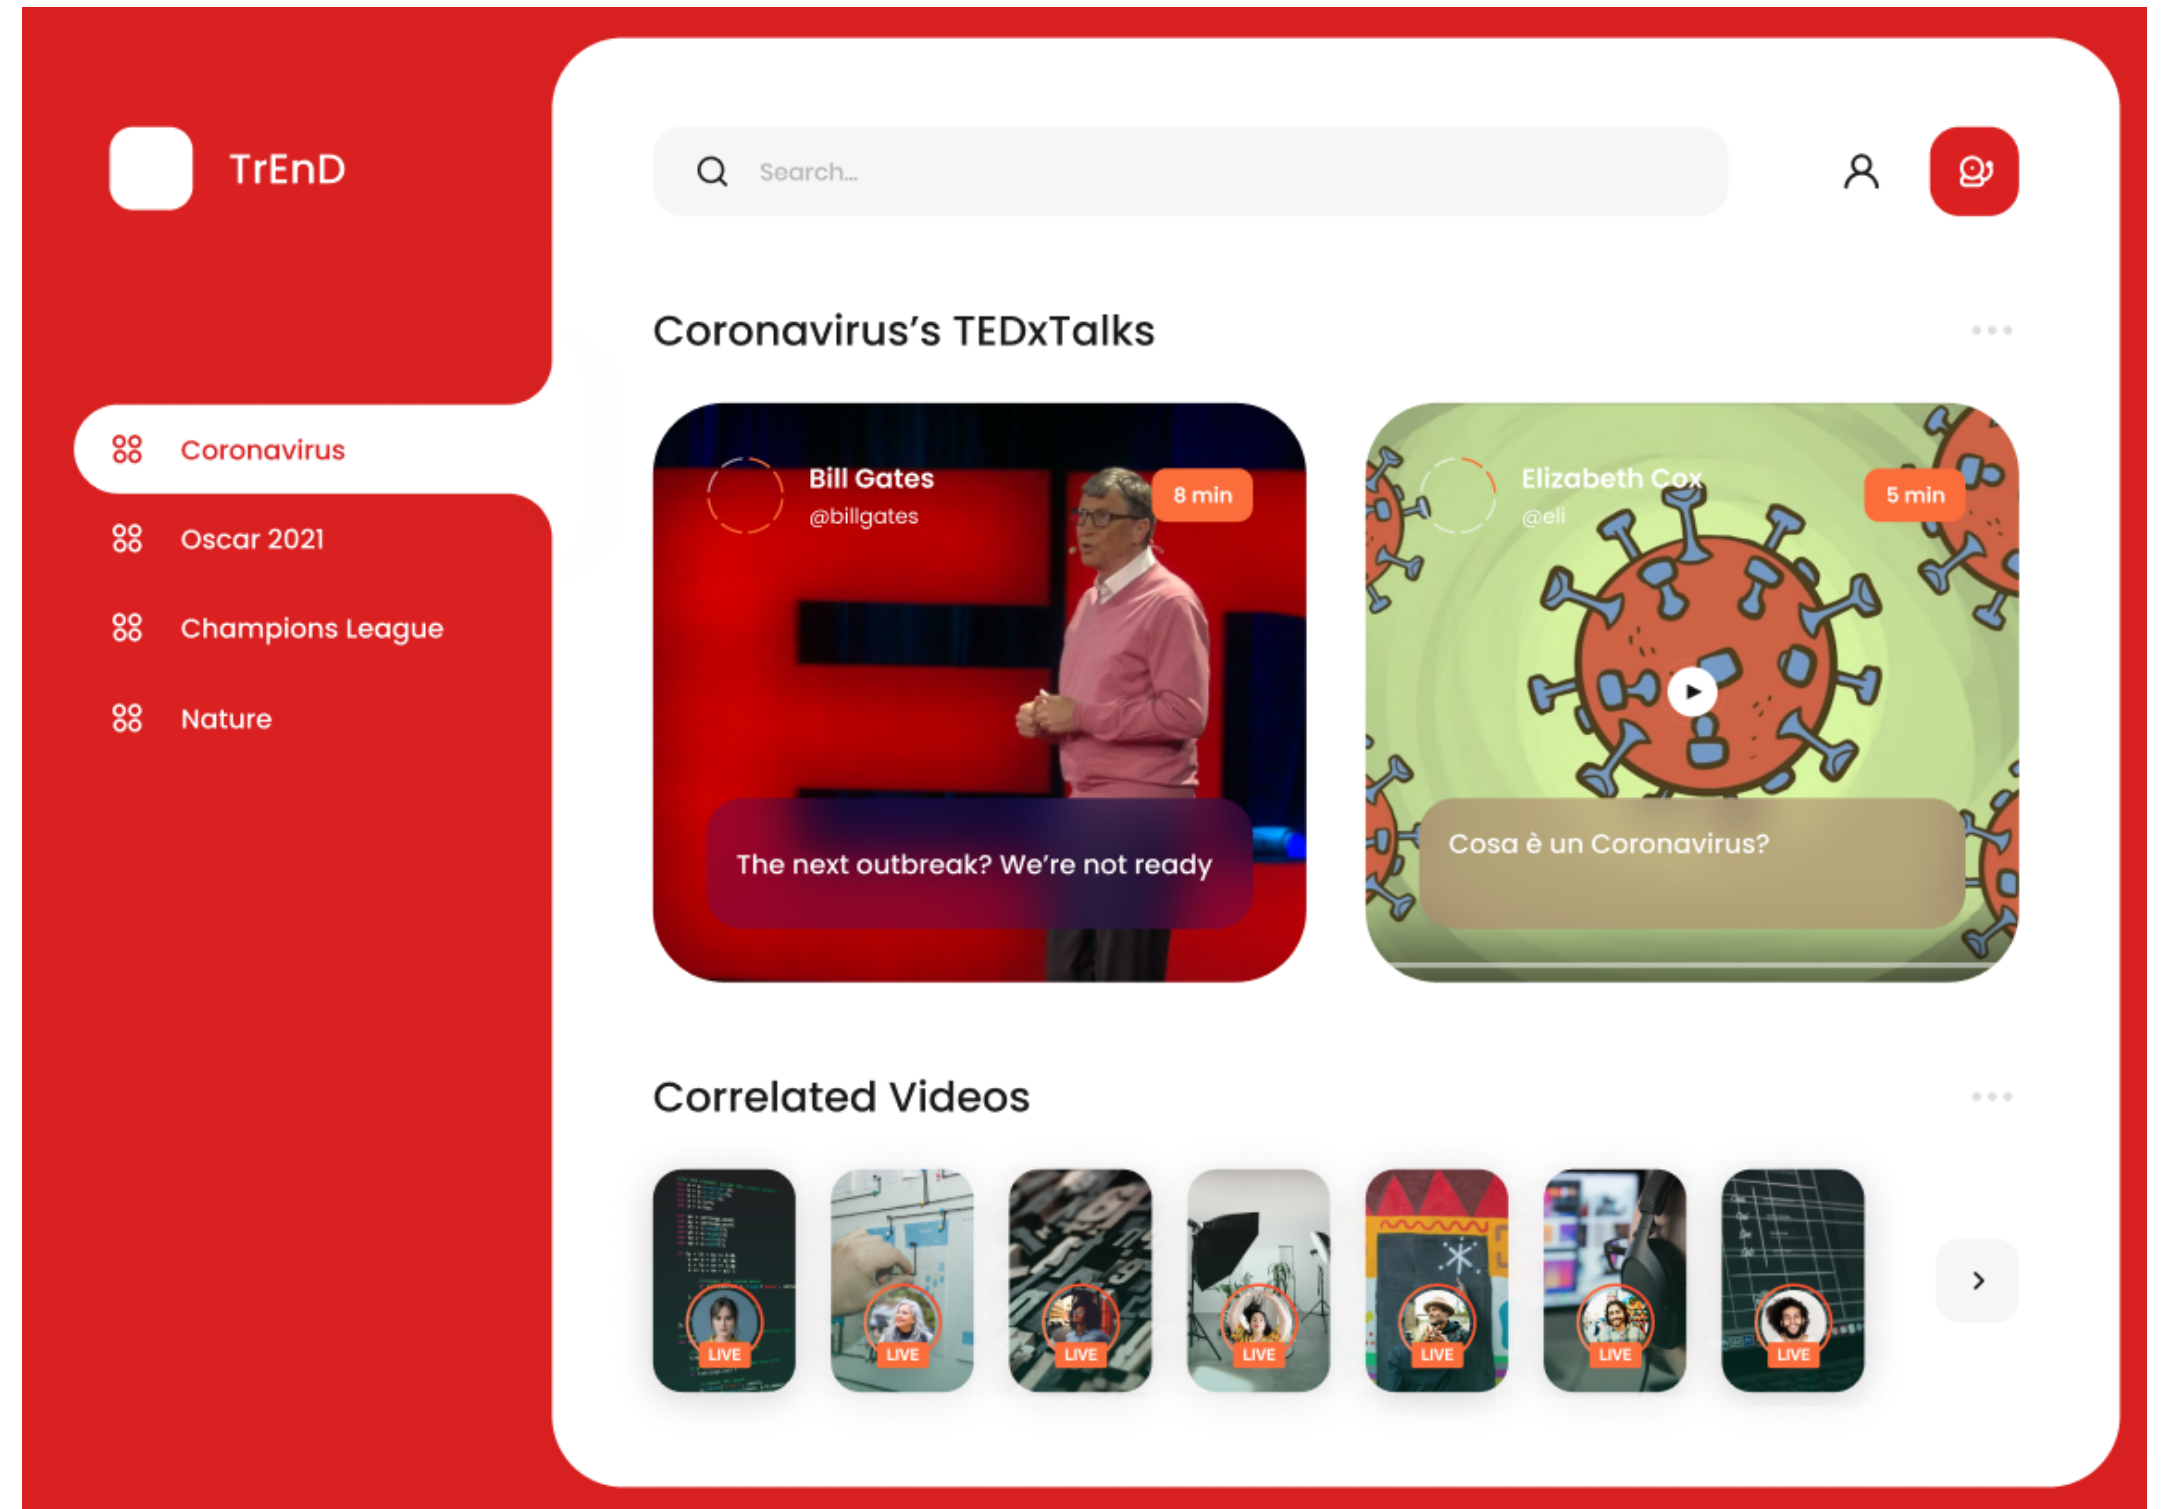 TrEnD
Search...
Coronavirus
Oscar 2021
Champions League
Nature
Coronavirus’s TEDxTalks
Bill Gates
@billgates
8 min
The next outbreak? We’re not ready
Elizabeth Cox
@eli
5 min
Cosa è un Coronavirus?
Correlated Videos
LIVE
LIVE
LIVE
LIVE
LIVE
LIVE
LIVE